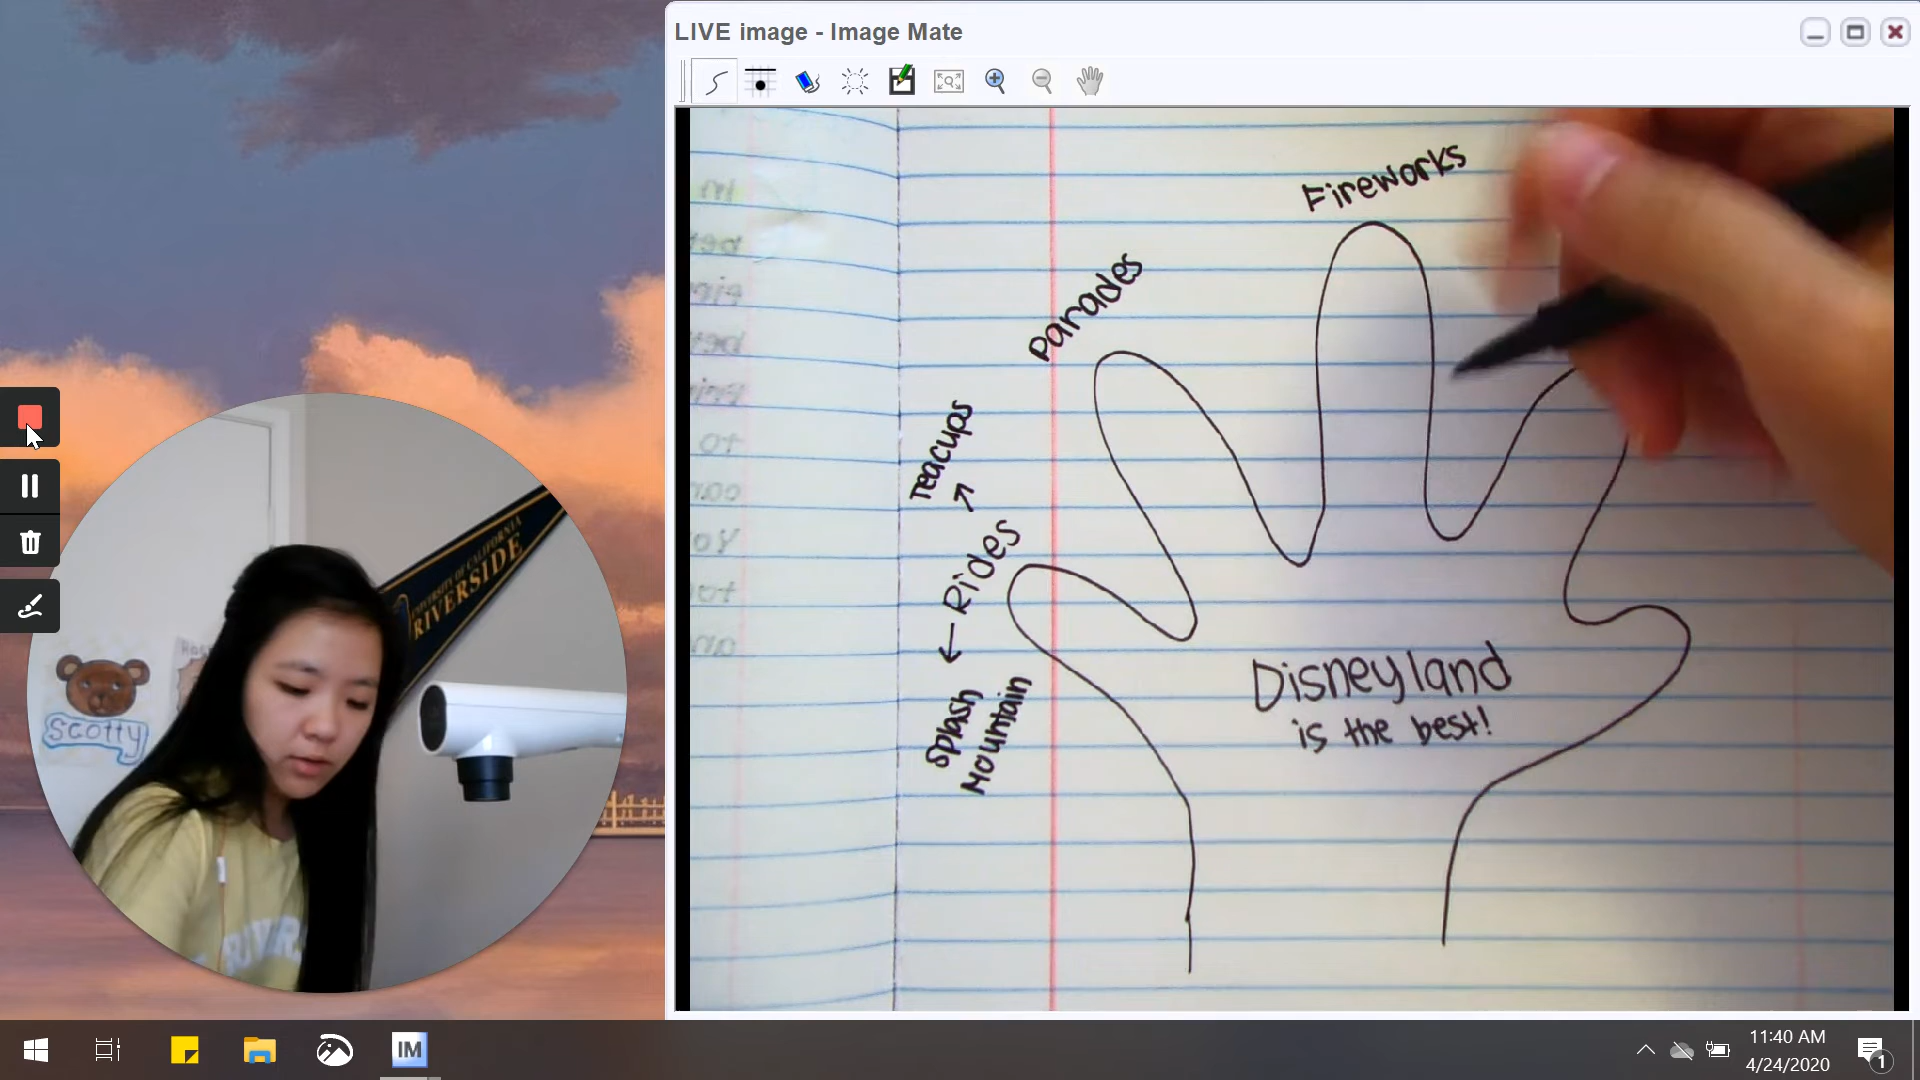 LIVE image - Image Mate
Fireworks
Parades
Teacups
Rides
Splash
Mountain
Disneyland
is the best!
UNIVERSITY OF CALIFORNIA
RIVERSIDE
Scotty
IM
11:40 AM
4/24/2020
1